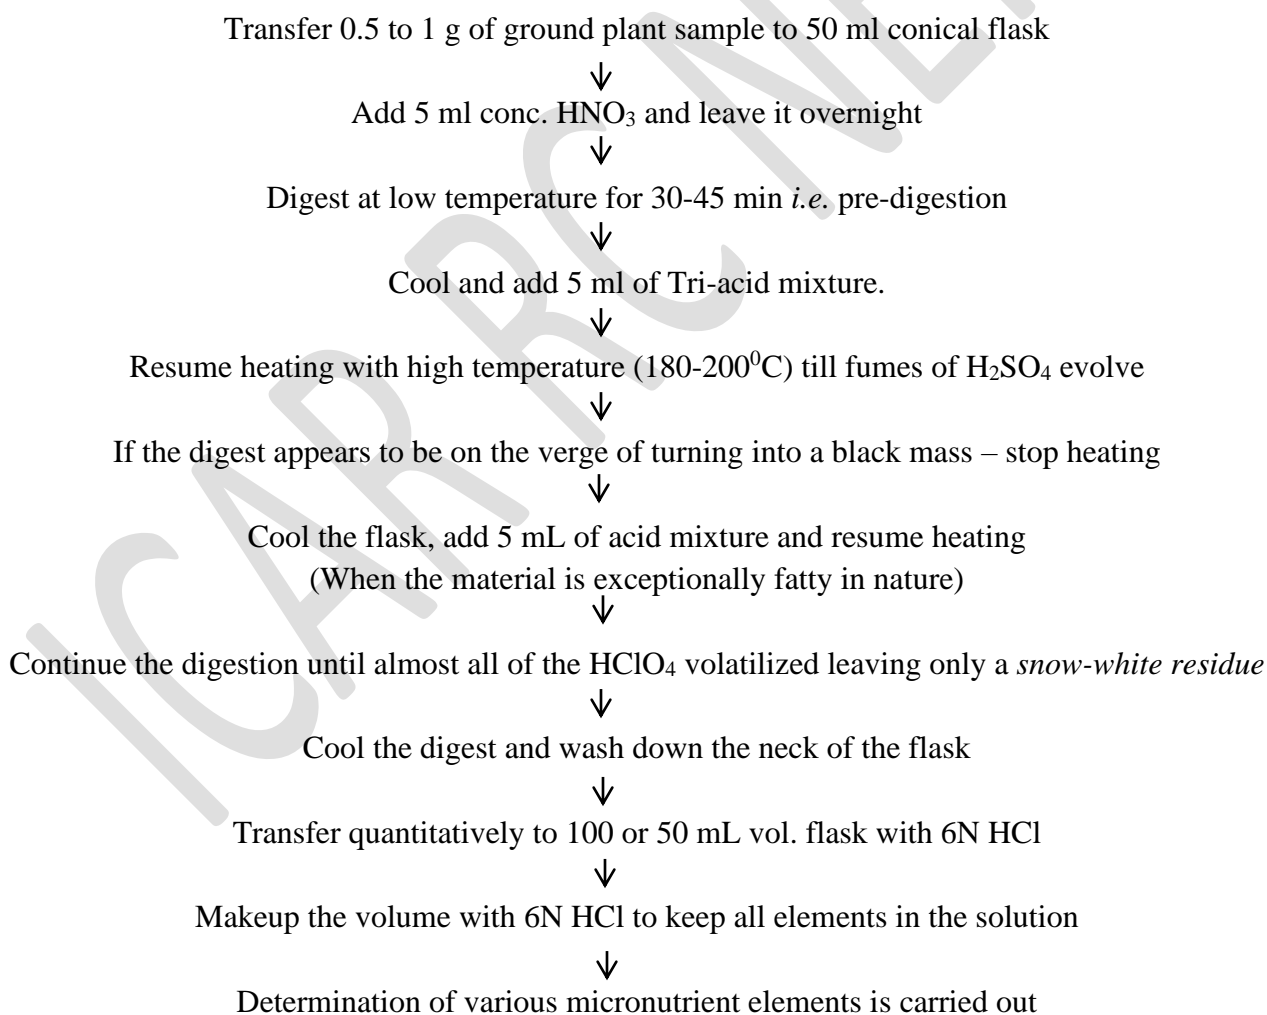 Transfer 0.5 to 1 g of ground plant sample to 50 ml conical flask
Add 5 ml conc. HNO₃ and leave it overnight
Digest at low temperature for 30-45 min i.e. pre-digestion
Cool and add 5 ml of Tri-acid mixture.
Resume heating with high temperature (180-200⁰C) till fumes of H₂SO₄ evolve
If the digest appears to be on the verge of turning into a black mass – stop heating
Cool the flask, add 5 mL of acid mixture and resume heating
(When the material is exceptionally fatty in nature)
Continue the digestion until almost all of the HClO₄ volatilized leaving only a snow-white residue
Cool the digest and wash down the neck of the flask
Transfer quantitatively to 100 or 50 mL vol. flask with 6N HCl
Makeup the volume with 6N HCl to keep all elements in the solution
Determination of various micronutrient elements is carried out
ICAR RC NE